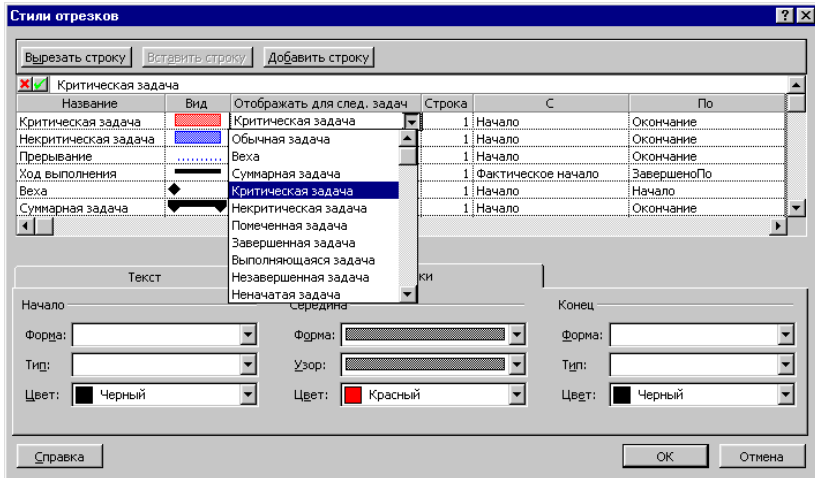 Стили отрезков
Вырезать строку Вставить строку Добавить строку
Критическая задача
Название Вид Отображать для след. задач Строка С По
Критическая задача Критическая задача 1 Начало Окончание
Некритическая задача Обычная задача 1 Начало Окончание
Прерывание Веха 1 Начало Окончание
Ход выполнения Суммарная задача 1 Фактическое начало ЗавершеноПо
Веха Критическая задача 1 Начало Начало
Суммарная задача Некритическая задача 1 Начало Окончание
Помеченная задача
Завершенная задача
Выполняющаяся задача
Текст Незавершенная задача ки
Неначатая задача
Начало Середина Конец
Форма: Форма: Форма:
Тип: Узор: Тип:
Цвет: Черный Цвет: Красный Цвет: Черный
Справка OK Отмена